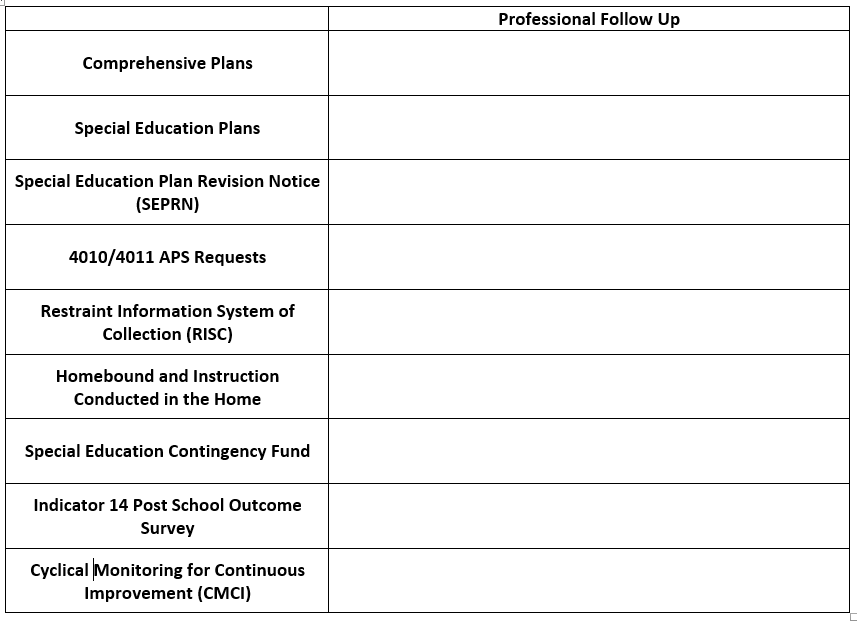 Professional Follow Up
Comprehensive Plans
Special Education Plans
Special Education Plan Revision Notice
(SEPRN)
4010/4011 APS Requests
Restraint Information System of
Collection (RISC)
Homebound and Instruction
Conducted in the Home
Special Education Contingency Fund
Indicator 14 Post School Outcome
Survey
Cyclical Monitoring for Continuous
Improvement (CMCI)